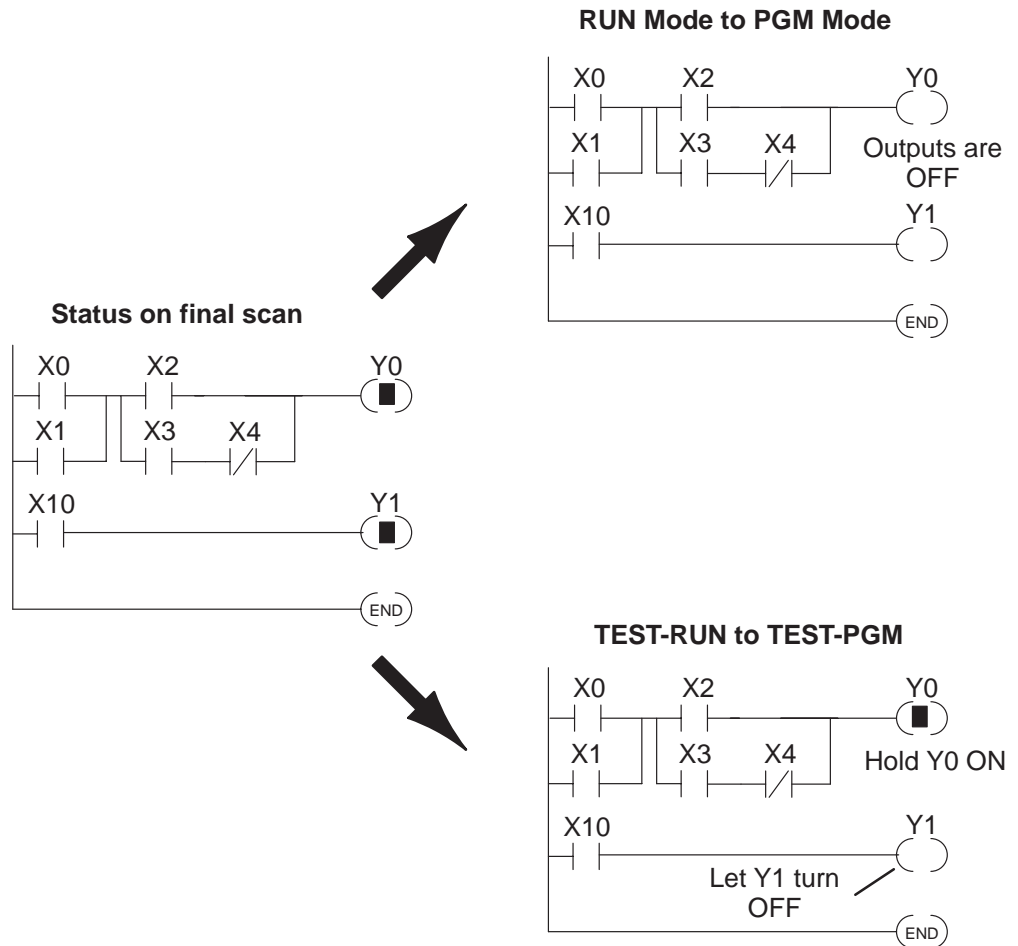 RUN Mode to PGM Mode
X0 X2 Y0
X1 X3 X4 Outputs are
OFF
X10 Y1
END
Status on final scan
X0 X2 Y0
X1 X3 X4
X10 Y1
END
TEST-RUN to TEST-PGM
X0 X2 Y0
X1 X3 X4 Hold Y0 ON
X10 Y1
Let Y1 turn
OFF
END